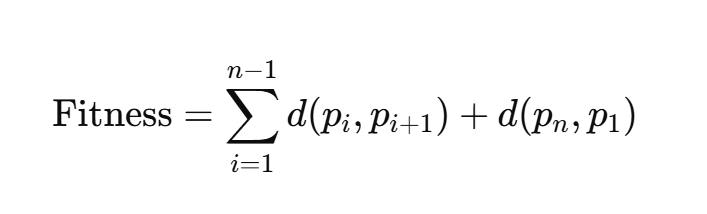 Fitness = \sum_{i=1}^{n-1} d(p_i, p_{i+1}) + d(p_n, p_1)